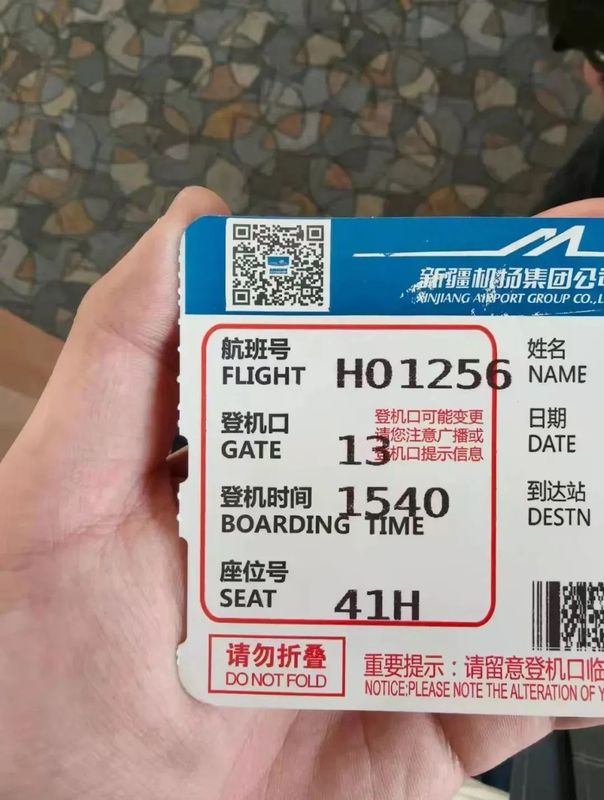 新疆机场集团公司
XINJIANG AIRPORT GROUP CO.,L
航班号
FLIGHT HO1256
登机口
GATE 13
登机口可能变更
请您注意广播或
登机口提示信息
登机时间 1540
BOARDING TIME
座位号
SEAT 41H
姓名
NAME
日期
DATE
到达站
DESTN
请勿折叠
DO NOT FOLD
重要提示：请留意登机口临
NOTICE:PLEASE NOTE THE ALTERATION OF Y